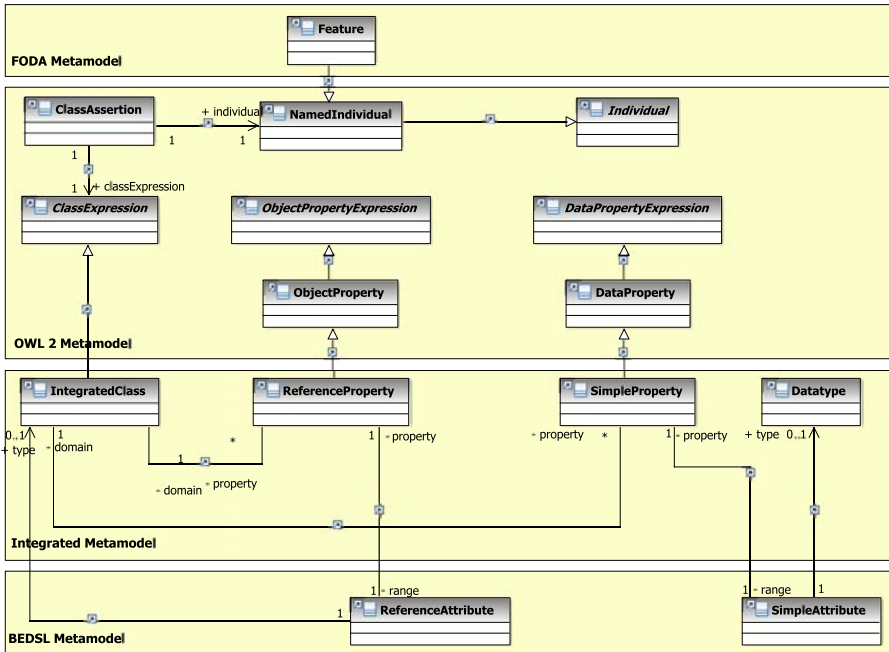 Feature
FODA Metamodel
ClassAssertion
+ individual
NamedIndividual
Individual
1
1
1
1
+ classExpression
ClassExpression
ObjectPropertyExpression
DataPropertyExpression
ObjectProperty
DataProperty
OWL 2 Metamodel
IntegratedClass
ReferenceProperty
SimpleProperty
Datatype
0..1
+ type
1
- domain
1
*
- domain
- property
1
- property
- property
*
1
- property
+ type
0..1
Integrated Metamodel
1
- range
1
- range
1
1
ReferenceAttribute
SimpleAttribute
BEDSL Metamodel